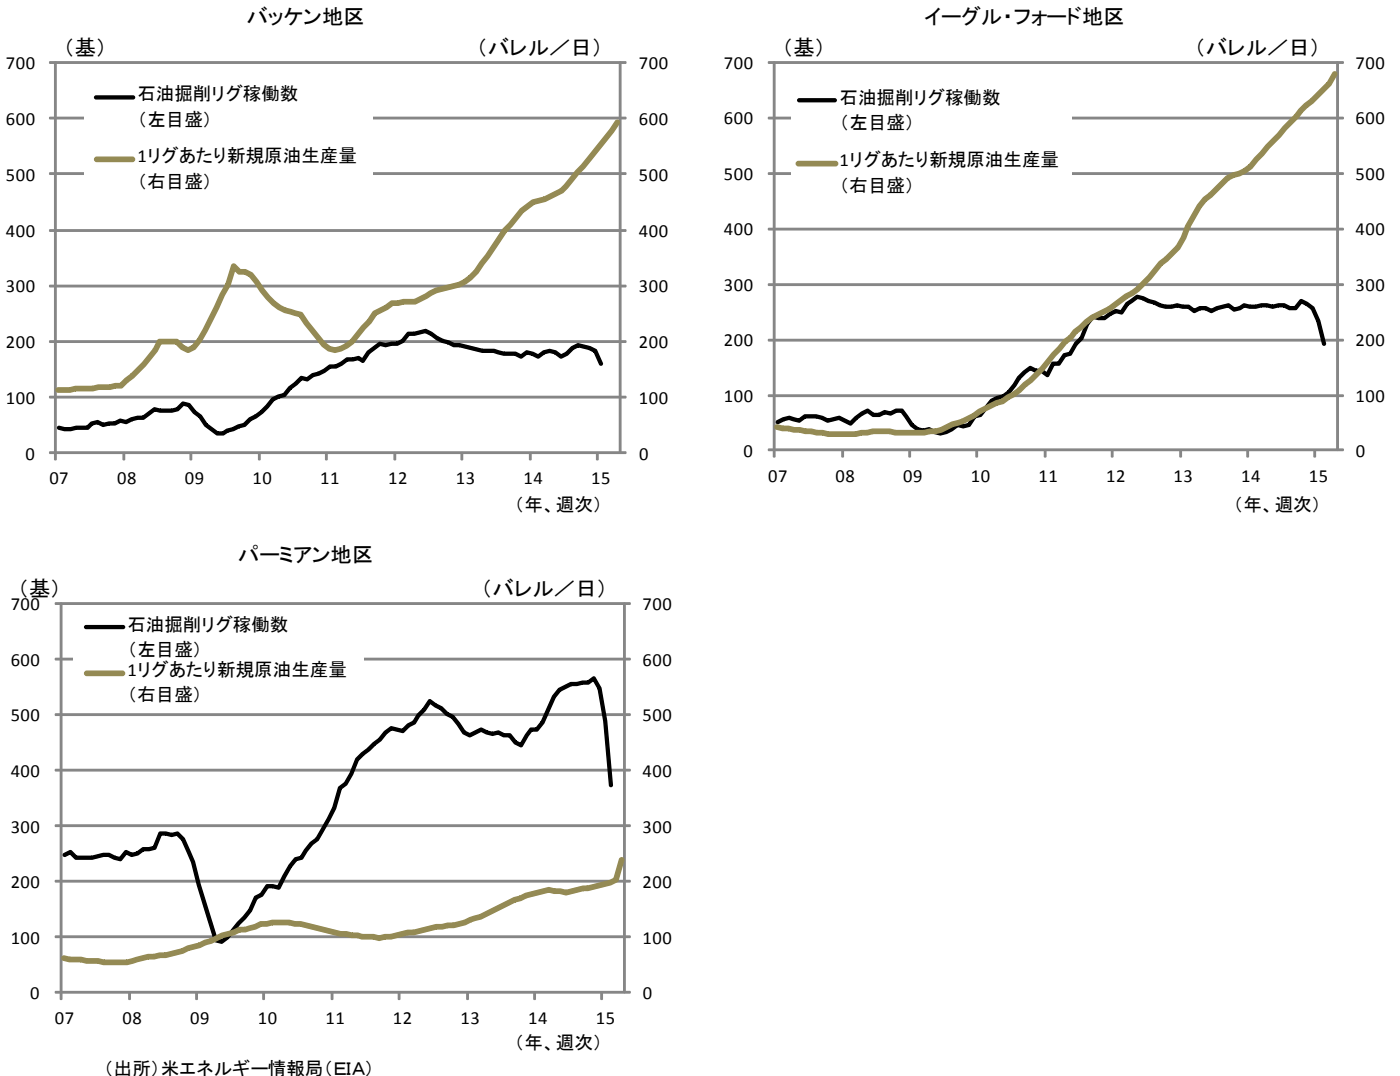 バッケン地区
（基）
（バレル／日）
700
600
500
400
300
200
100
0
700
600
500
400
300
200
100
0
石油掘削リグ稼働数
（左目盛）
1リグあたり新規原油生産量
（右目盛）
07 08 09 10 11 12 13 14 15
（年、週次）
イーグル・フォード地区
（基）
（バレル／日）
700
600
500
400
300
200
100
0
700
600
500
400
300
200
100
0
石油掘削リグ稼働数
（左目盛）
1リグあたり新規原油生産量
（右目盛）
07 08 09 10 11 12 13 14 15
（年、週次）
パーミアン地区
（基）
（バレル／日）
700
600
500
400
300
200
100
0
700
600
500
400
300
200
100
0
石油掘削リグ稼働数
（左目盛）
1リグあたり新規原油生産量
（右目盛）
07 08 09 10 11 12 13 14 15
（年、週次）
（出所）米エネルギー情報局（EIA）